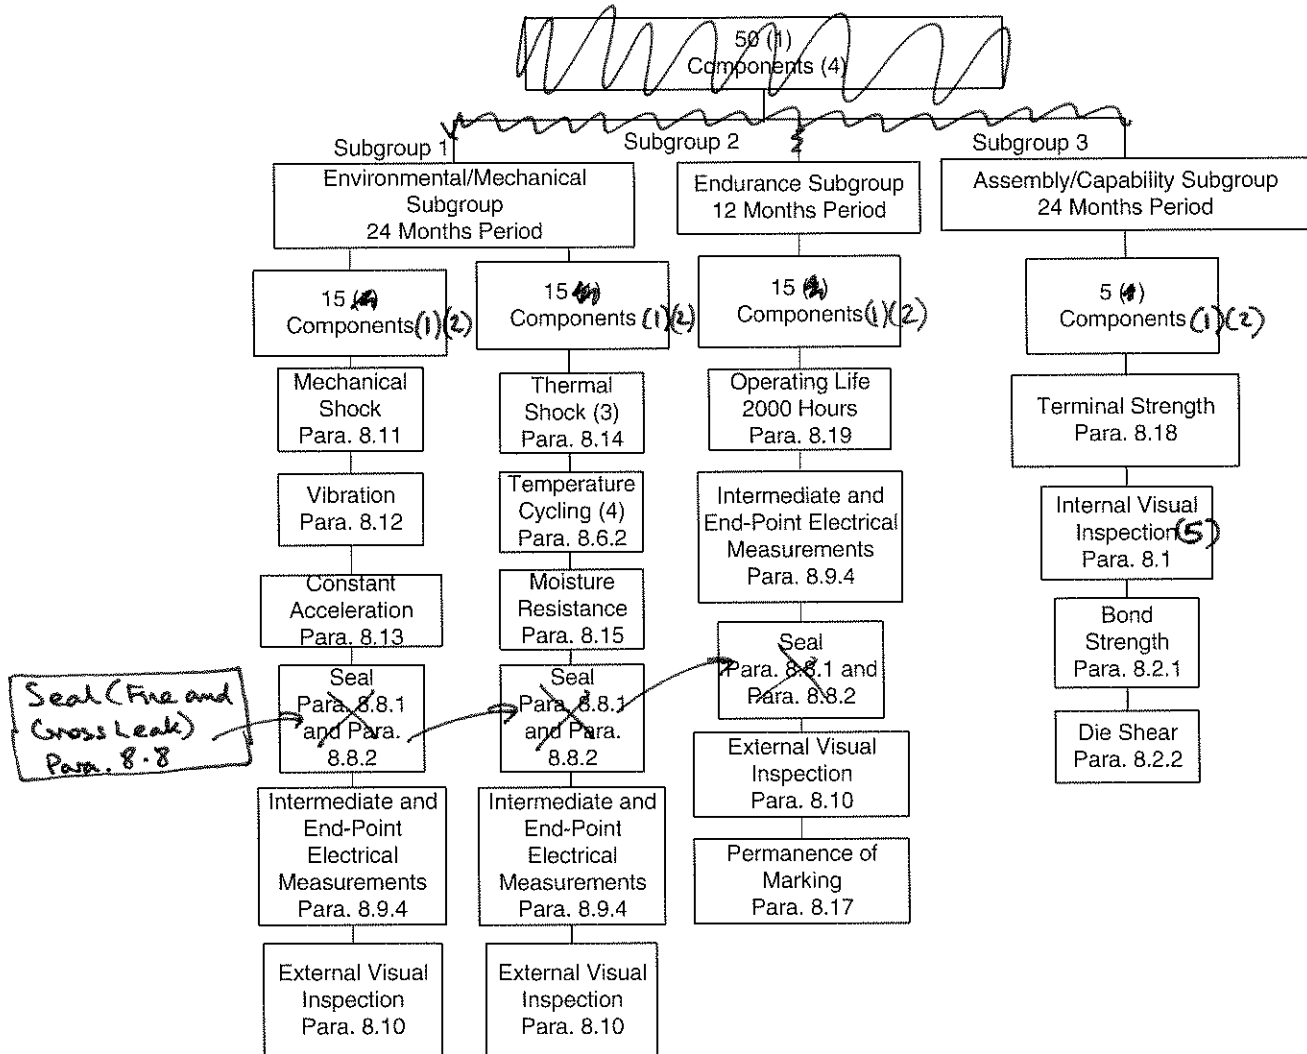 50 (1)
Components (4)
Subgroup 1
Subgroup 2
Subgroup 3
Environmental/Mechanical
Subgroup
24 Months Period
Endurance Subgroup
12 Months Period
Assembly/Capability Subgroup
24 Months Period
15
Components (1)(2)
Mechanical
Shock
Para. 8.11
Vibration
Para. 8.12
Constant
Acceleration
Para. 8.13
Seal (Fine and
Gross Leak)
Para. 8.8
Seal
Para. 8.8.1
and Para.
8.8.2
Intermediate and
End-Point
Electrical
Measurements
Para. 8.9.4
External Visual
Inspection
Para. 8.10
15
Components (1)(2)
Thermal
Shock (3)
Para. 8.14
Temperature
Cycling (4)
Para. 8.6.2
Moisture
Resistance
Para. 8.15
Seal
Para. 8.8.1
and Para.
8.8.2
Intermediate and
End-Point
Electrical
Measurements
Para. 8.9.4
External Visual
Inspection
Para. 8.10
15
Components (1)(2)
Operating Life
2000 Hours
Para. 8.19
Intermediate and
End-Point Electrical
Measurements
Para. 8.9.4
Seal
Para. 8.8.1 and
Para. 8.8.2
External Visual
Inspection
Para. 8.10
Permanence of
Marking
Para. 8.17
5
Components (1)(2)
Terminal Strength
Para. 8.18
Internal Visual
Inspection (5)
Para. 8.1
Bond
Strength
Para. 8.2.1
Die Shear
Para. 8.2.2